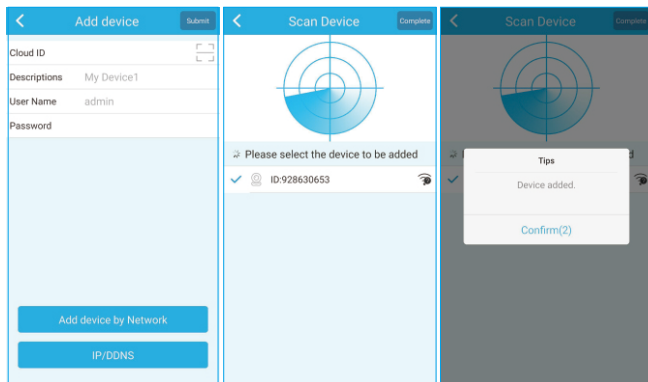 Add device
Submit
Cloud ID
Descriptions My Device1
User Name admin
Password
Add device by Network
IP/DDNS
Scan Device
Complete
Please select the device to be added
ID:928630653
Scan Device
Complete
Tips
Device added.
Confirm(2)